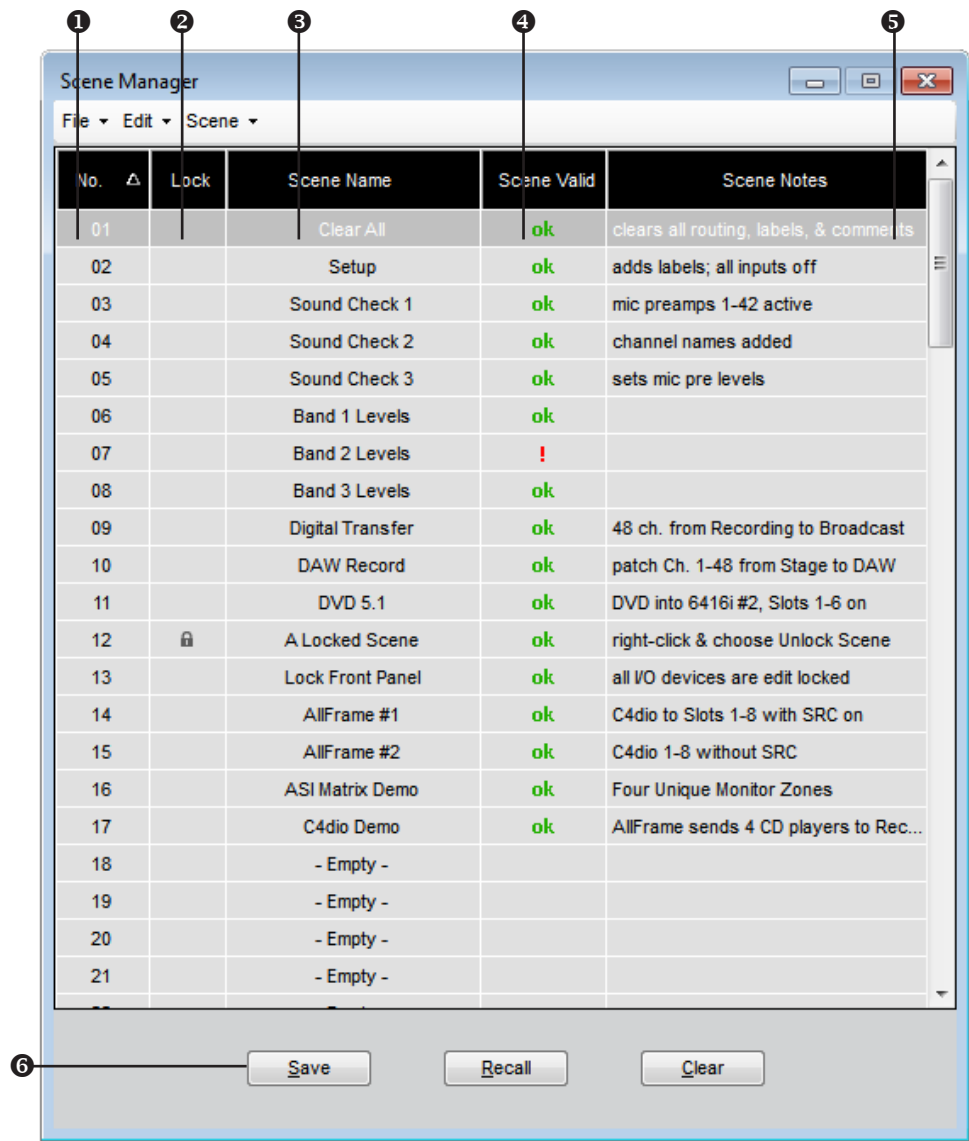 ❶ ❷ ❸ ❹ ❺
Scene Manager
File Edit Scene
No. Lock Scene Name Scene Valid Scene Notes
01 Clear All ok clears all routing, labels, & comments
02 Setup ok adds labels; all inputs off
03 Sound Check 1 ok mic preamps 1-42 active
04 Sound Check 2 ok channel names added
05 Sound Check 3 ok sets mic pre levels
06 Band 1 Levels ok
07 Band 2 Levels !
08 Band 3 Levels ok
09 Digital Transfer ok 48 ch. from Recording to Broadcast
10 DAW Record ok patch Ch. 1-48 from Stage to DAW
11 DVD 5.1 ok DVD into 6416i #2, Slots 1-6 on
12 A Locked Scene ok right-click & choose Unlock Scene
13 Lock Front Panel ok all I/O devices are edit locked
14 AllFrame #1 ok C4dio to Slots 1-8 with SRC on
15 AllFrame #2 ok C4dio 1-8 without SRC
16 ASI Matrix Demo ok Four Unique Monitor Zones
17 C4dio Demo ok AllFrame sends 4 CD players to Rec...
18 - Empty -
19 - Empty -
20 - Empty -
21 - Empty -
❻ Save Recall Clear